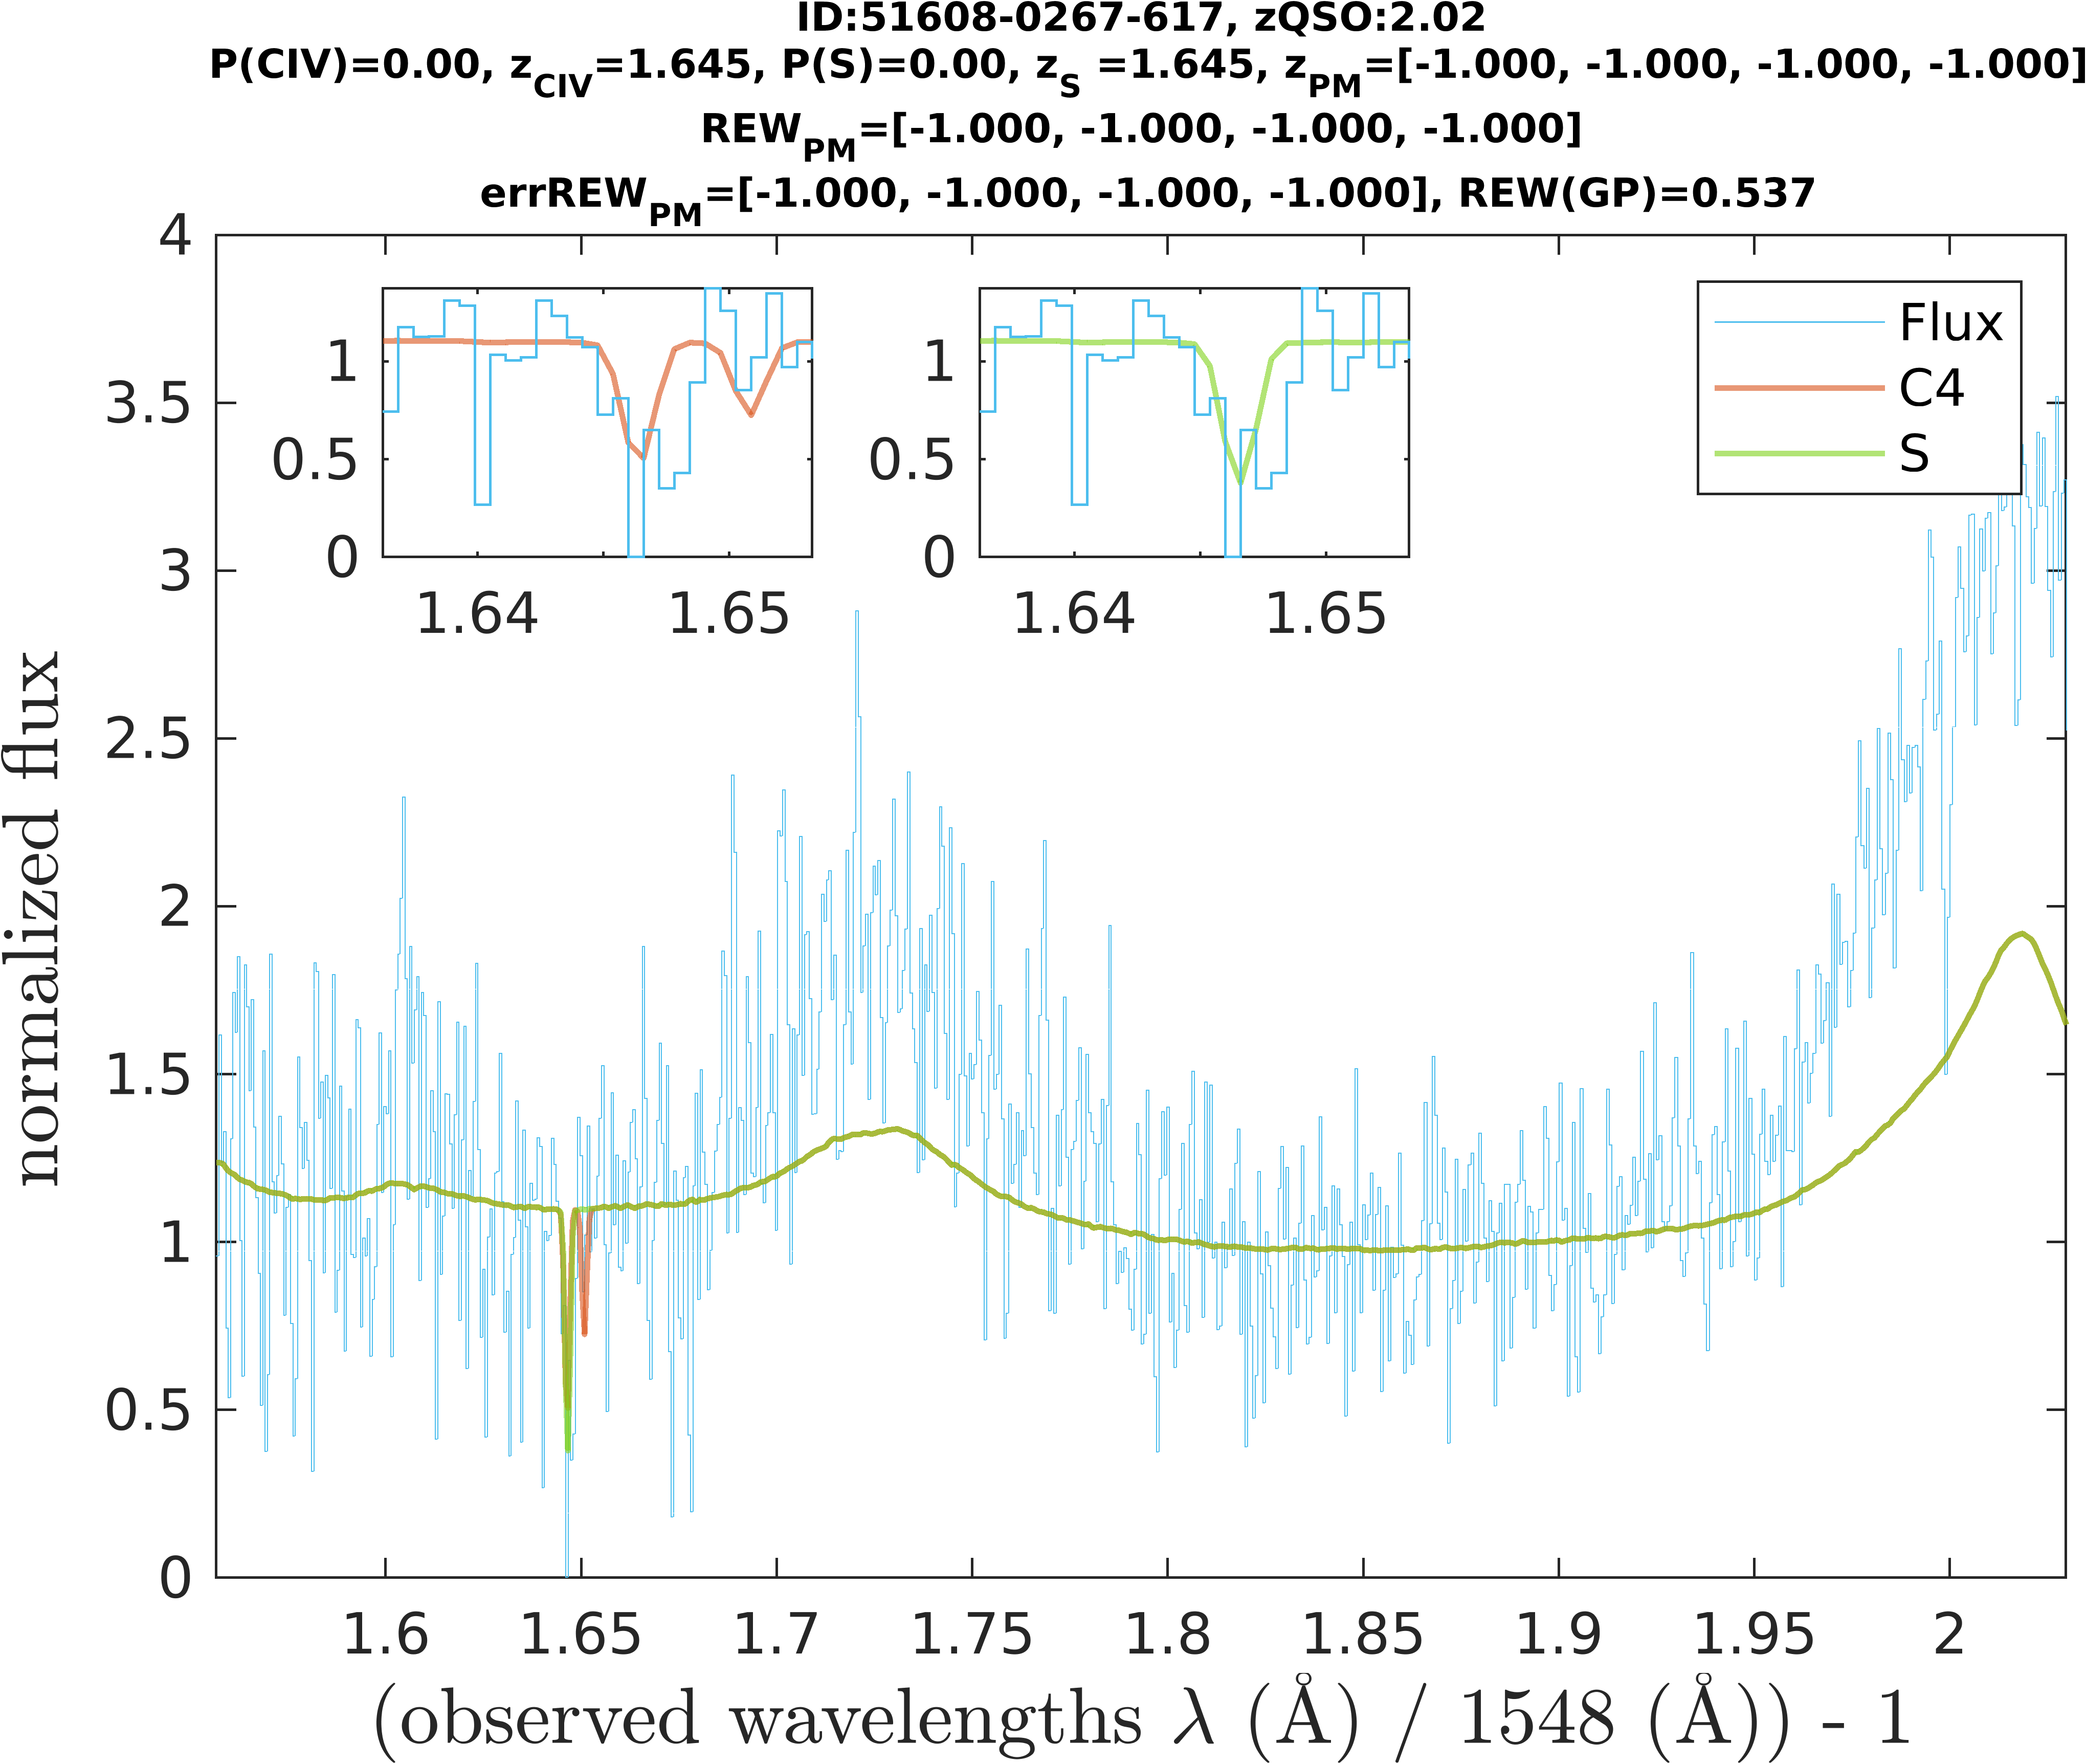 ID:51608-0267-617, zQSO:2.02
P(CIV)=0.00, zCIV=1.645, P(S)=0.00, zS =1.645, zPM=[-1.000, -1.000, -1.000, -1.000]
REWPM=[-1.000, -1.000, -1.000, -1.000]
errREWPM=[-1.000, -1.000, -1.000, -1.000], REW(GP)=0.537
4
3.5
3
2.5
2
1.5
1
0.5
0
normalized flux
1
0.5
0
1.64 1.65
1
0.5
0
1.64 1.65
Flux
C4
S
1.6 1.65 1.7 1.75 1.8 1.85 1.9 1.95 2
(observed wavelengths λ (Å) / 1548 (Å)) - 1